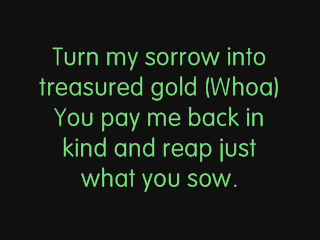 Turn my sorrow into
treasured gold (Whoa)
You pay me back in
kind and reap just
what you sow.